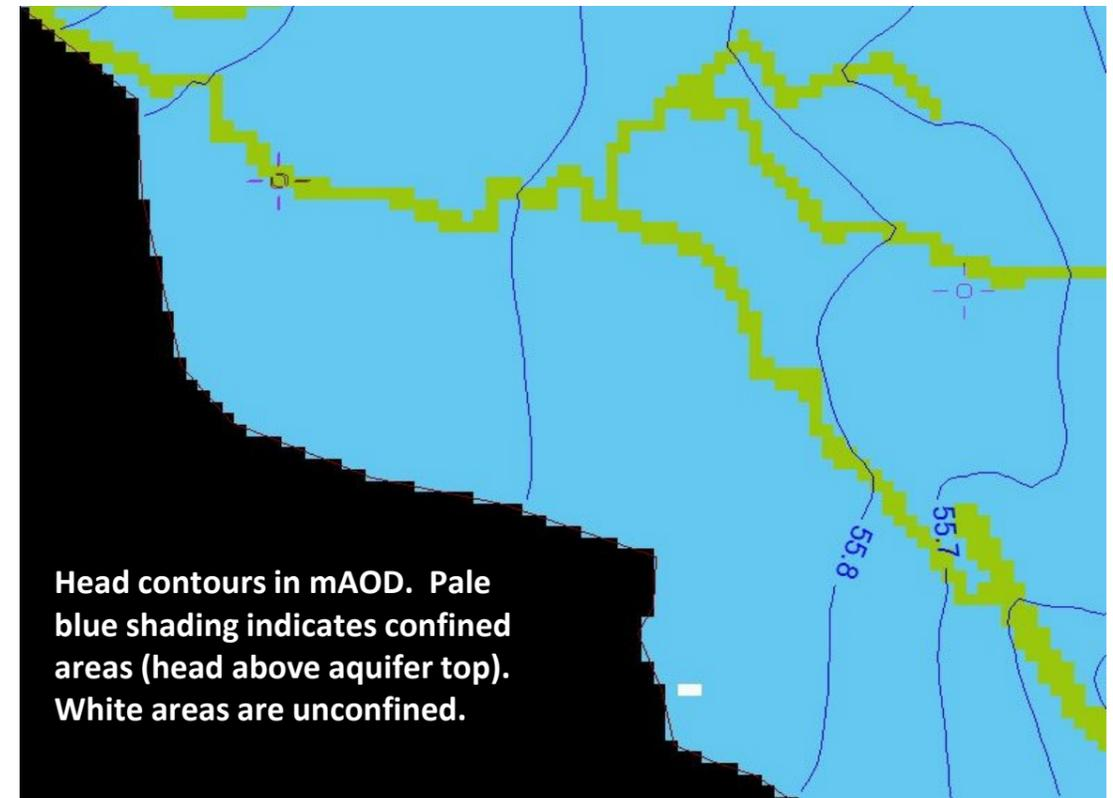 55.7
55.8
Head contours in mAOD. Pale
blue shading indicates confined
areas (head above aquifer top).
White areas are unconfined.